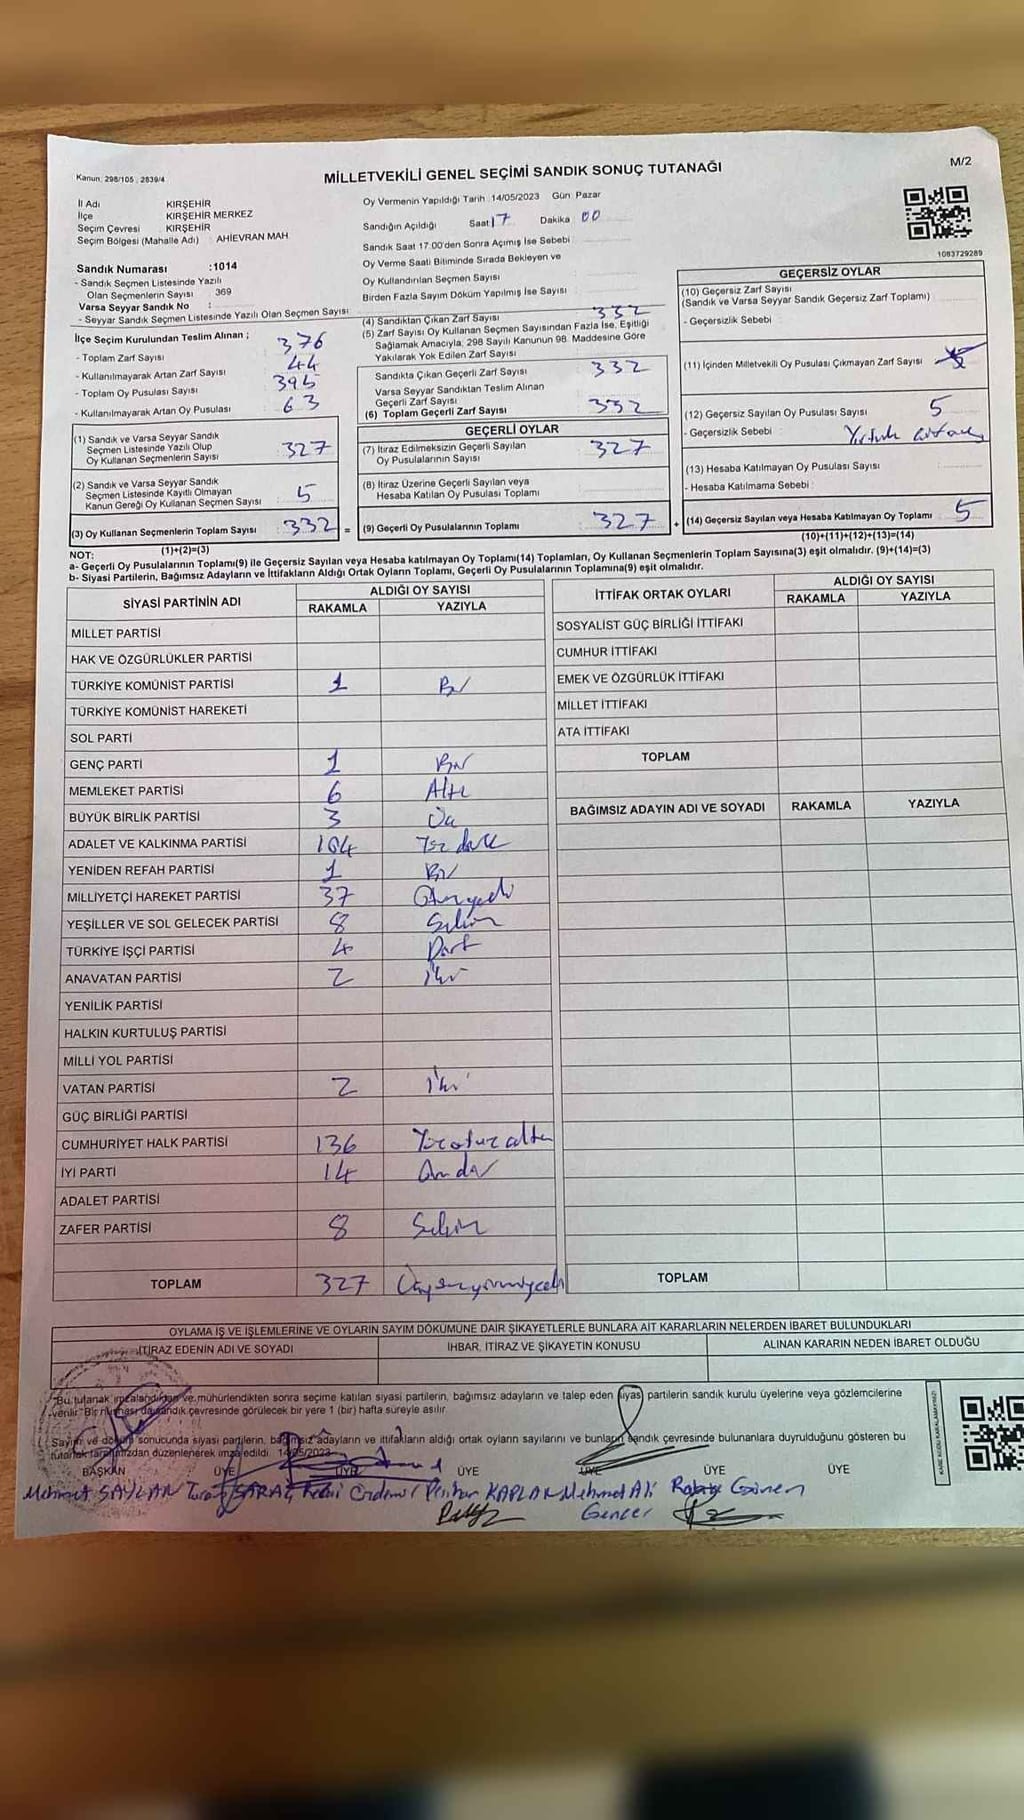 Kanun: 298/105 ; 2839/4
MİLLETVEKİLİ GENEL SEÇİMİ SANDIK SONUÇ TUTANAĞI
M/2
İl Adı KIRŞEHİR
İlçe KIRŞEHİR MERKEZ
Seçim Çevresi KIRŞEHİR
Seçim Bölgesi (Mahalle Adı) : AHİEVRAN MAH
Sandık Numarası :1014
- Sandık Seçmen Listesinde Yazılı
Olan Seçmenlerin Sayısı : 369
Varsa Seyyar Sandık No :
- Seyyar Sandık Seçmen Listesinde Yazılı Olan Seçmen Sayısı:
Oy Vermenin Yapıldığı Tarih :14/05/2023 Gün: Pazar
Sandığın Açıldığı Saat 17 Dakika 00
Sandık Saat 17:00'den Sonra Açımış İse Sebebi
Oy Verme Saati Bitiminde Sırada Bekleyen ve
Oy Kullandırılan Seçmen Sayısı
Birden Fazla Sayım Döküm Yapılmış İse Sayısı
1083729289
İlçe Seçim Kurulundan Teslim Alınan ;
- Toplam Zarf Sayısı 376
- Kullanılmayarak Artan Zarf Sayısı 44
- Toplam Oy Pusulası Sayısı 395
- Kullanılmayarak Artan Oy Pusulası 63
(4) Sandıktan Çıkan Zarf Sayısı 332
(5) Zarf Sayısı Oy Kullanan Seçmen Sayısından Fazla İse, Eşitliği
Sağlamak Amacıyla; 298 Sayılı Kanunun 98. Maddesine Göre
Yakılarak Yok Edilen Zarf Sayısı
Sandıkta Çıkan Geçerli Zarf Sayısı 332
Varsa Seyyar Sandıktan Teslim Alınan
Geçerli Zarf Sayısı
(6) Toplam Geçerli Zarf Sayısı 332
GEÇERSİZ OYLAR
(10) Geçersiz Zarf Sayısı
(Sandık ve Varsa Seyyar Sandık Geçersiz Zarf Toplamı)
- Geçersizlik Sebebi
(11) İçinden Milletvekili Oy Pusulası Çıkmayan Zarf Sayısı
(12) Geçersiz Sayılan Oy Pusulası Sayısı 5
- Geçersizlik Sebebi Yırtık
(13) Hesaba Katılmayan Oy Pusulası Sayısı
- Hesaba Katılmama Sebebi
(14) Geçersiz Sayılan veya Hesaba Katılmayan Oy Toplamı 5
(10)+(11)+(12)+(13)=(14)
(1) Sandık ve Varsa Seyyar Sandık
Seçmen Listesinde Yazılı Olup
Oy Kullanan Seçmenlerin Sayısı 327
(2) Sandık ve Varsa Seyyar Sandık
Seçmen Listesinde Kayıtlı Olmayan
Kanun Gereği Oy Kullanan Seçmen Sayısı 5
(3) Oy Kullanan Seçmenlerin Toplam Sayısı 332 =
(1)+(2)=(3)
GEÇERLİ OYLAR
(7) İtiraz Edilmeksizin Geçerli Sayılan
Oy Pusulalarının Sayısı 327
(8) İtiraz Üzerine Geçerli Sayılan veya
Hesaba Katılan Oy Pusulası Toplamı
(9) Geçerli Oy Pusulalarının Toplamı 327 +
NOT:
a- Geçerli Oy Pusulalarının Toplamı(9) ile Geçersiz Sayılan veya Hesaba katılmayan Oy Toplamı(14) Toplamları, Oy Kullanan Seçmenlerin Toplam Sayısına(3) eşit olmalıdır. (9)+(14)=(3)
b- Siyasi Partilerin, Bağımsız Adayların ve İttifakların Aldığı Ortak Oyların Toplamı, Geçerli Oy Pusulalarının Toplamına(9) eşit olmalıdır.
SİYASİ PARTİNİN ADI ALDIĞI OY SAYISI
RAKAMLA YAZIYLA
MİLLET PARTİSİ
HAK VE ÖZGÜRLÜKLER PARTİSİ
TÜRKİYE KOMÜNİST PARTİSİ 1 Bir
TÜRKİYE KOMÜNİST HAREKETİ
SOL PARTİ
GENÇ PARTİ 1 Bir
MEMLEKET PARTİSİ 6 Altı
BÜYÜK BİRLİK PARTİSİ 3 Üç
ADALET VE KALKINMA PARTİSİ 104 Yüz dört
YENİDEN REFAH PARTİSİ 1 Bir
MİLLİYETÇİ HAREKET PARTİSİ 37 Otuzyedi
YEŞİLLER VE SOL GELECEK PARTİSİ 8 Sekiz
TÜRKİYE İŞÇİ PARTİSİ 4 Dört
ANAVATAN PARTİSİ 2 İki
YENİLİK PARTİSİ
HALKIN KURTULUŞ PARTİSİ
MİLLİ YOL PARTİSİ
VATAN PARTİSİ 2 İki
GÜÇ BİRLİĞİ PARTİSİ
CUMHURİYET HALK PARTİSİ 136 Yüzotuzaltı
İYİ PARTİ 14 Ondört
ADALET PARTİSİ
ZAFER PARTİSİ 8 Sekiz
TOPLAM 327 Üçyüzyirmiyedi
İTTİFAK ORTAK OYLARI ALDIĞI OY SAYISI
RAKAMLA YAZIYLA
SOSYALİST GÜÇ BİRLİĞİ İTTİFAKI
CUMHUR İTTİFAKI
EMEK VE ÖZGÜRLÜK İTTİFAKI
MİLLET İTTİFAKI
ATA İTTİFAKI
TOPLAM
BAĞIMSIZ ADAYIN ADI VE SOYADI RAKAMLA YAZIYLA
TOPLAM
OYLAMA İŞ VE İŞLEMLERİNE VE OYLARIN SAYIM DÖKÜMÜNE DAİR ŞİKAYETLERLE BUNLARA AİT KARARLARIN NELERDEN İBARET BULUNDUKLARI
İTİRAZ EDENİN ADI VE SOYADI İHBAR, İTİRAZ VE ŞİKAYETİN KONUSU ALINAN KARARIN NEDEN İBARET OLDUĞU
"Bu tutanak imzalandıktan ve mühürlendikten sonra seçime katılan siyasi partilerin, bağımsız adayların ve talep eden siyasi partilerin sandık kurulu üyelerine veya gözlemcilerine
verilir." Bir nüshası da sandık çevresinde görülecek bir yere 1 (bir) hafta süreyle asılır.
Sayım ve döküm sonucunda siyasi partilerin, bağımsız adayların ve ittifakların aldığı ortak oyların sayılarını ve bunların sandık çevresinde bulunanlara duyrulduğunu gösteren bu
tutanak tarafımızdan düzenlenerek imza edildi. 14/05/2023
BAŞKAN ÜYE ÜYE ÜYE ÜYE ÜYE ÜYE
Mehmet SAYLAN SARAÇ KAPLAN Mehmet Ali Gönen
Gencer
KARE KODU KARALAMAYINIZ!